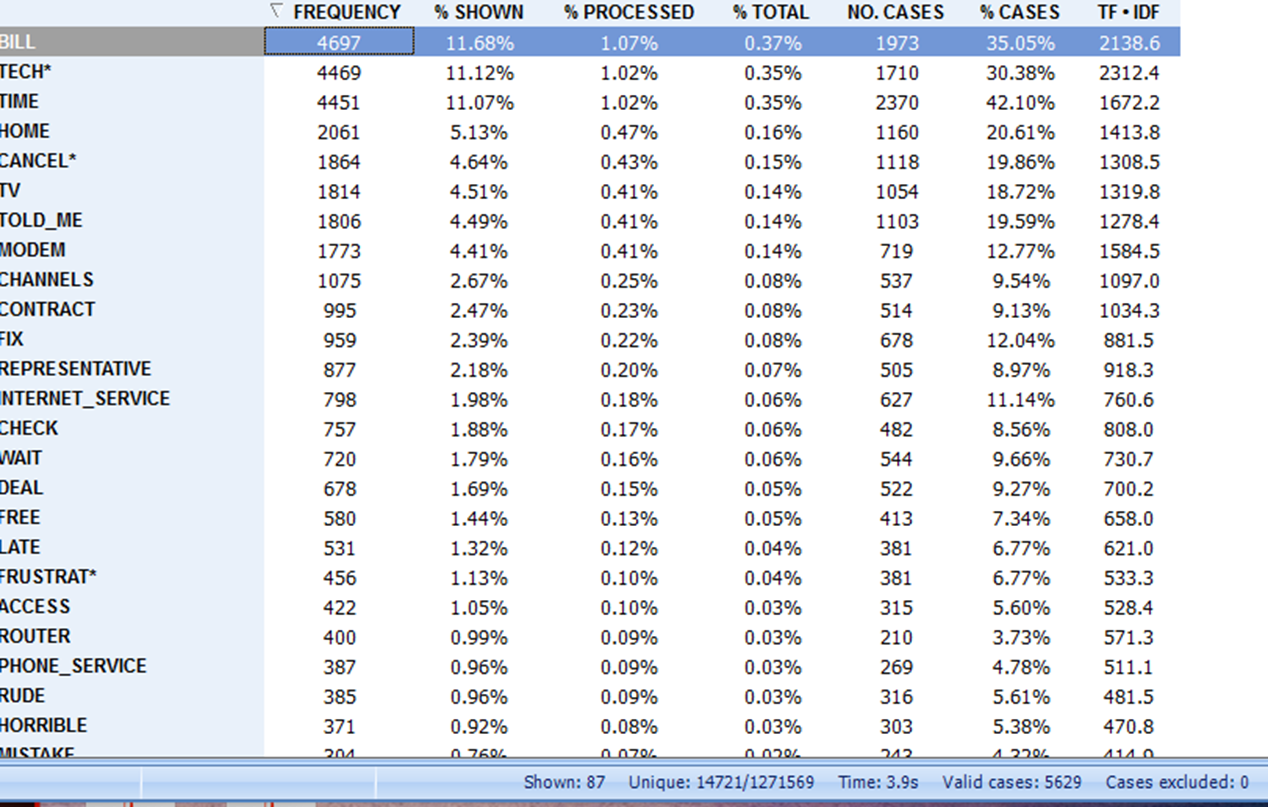 FREQUENCY % SHOWN % PROCESSED % TOTAL NO. CASES % CASES TF • IDF
BILL 4697 11.68% 1.07% 0.37% 1973 35.05% 2138.6
TECH* 4469 11.12% 1.02% 0.35% 1710 30.38% 2312.4
TIME 4451 11.07% 1.02% 0.35% 2370 42.10% 1672.2
HOME 2061 5.13% 0.47% 0.16% 1160 20.61% 1413.8
CANCEL* 1864 4.64% 0.43% 0.15% 1118 19.86% 1308.5
TV 1814 4.51% 0.41% 0.14% 1054 18.72% 1319.8
TOLD_ME 1806 4.49% 0.41% 0.14% 1103 19.59% 1278.4
MODEM 1773 4.41% 0.41% 0.14% 719 12.77% 1584.5
CHANNELS 1075 2.67% 0.25% 0.08% 537 9.54% 1097.0
CONTRACT 995 2.47% 0.23% 0.08% 514 9.13% 1034.3
FIX 959 2.39% 0.22% 0.08% 678 12.04% 881.5
REPRESENTATIVE 877 2.18% 0.20% 0.07% 505 8.97% 918.3
INTERNET_SERVICE 798 1.98% 0.18% 0.06% 627 11.14% 760.6
CHECK 757 1.88% 0.17% 0.06% 482 8.56% 808.0
WAIT 720 1.79% 0.16% 0.06% 544 9.66% 730.7
DEAL 678 1.69% 0.15% 0.05% 522 9.27% 700.2
FREE 580 1.44% 0.13% 0.05% 413 7.34% 658.0
LATE 531 1.32% 0.12% 0.04% 381 6.77% 621.0
FRUSTRAT* 456 1.13% 0.10% 0.04% 381 6.77% 533.3
ACCESS 422 1.05% 0.10% 0.03% 315 5.60% 528.4
ROUTER 400 0.99% 0.09% 0.03% 210 3.73% 571.3
PHONE_SERVICE 387 0.96% 0.09% 0.03% 269 4.78% 511.1
RUDE 385 0.96% 0.09% 0.03% 316 5.61% 481.5
HORRIBLE 371 0.92% 0.08% 0.03% 303 5.38% 470.8
MISTAKE 304 0.76% 0.07% 0.02% 243 4.32% 414.9
Shown: 87 Unique: 14721/1271569 Time: 3.9s Valid cases: 5629 Cases excluded: 0